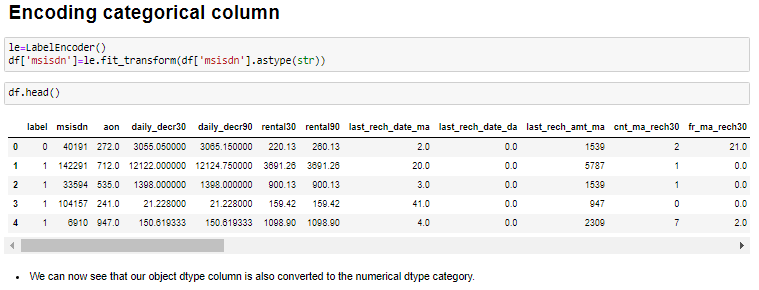 Encoding categorical column
le=LabelEncoder()
df['msisdn']=le.fit_transform(df['msisdn'].astype(str))
df.head()
label msisdn aon daily_decr30 daily_decr90 rental30 rental90 last_rech_date_ma last_rech_date_da last_rech_amt_ma cnt_ma_rech30 fr_ma_rech30
0 0 40191 272.0 3055.050000 3065.150000 220.13 260.13 2.0 0.0 1539 2 21.0
1 1 142291 712.0 12122.000000 12124.750000 3691.26 3691.26 20.0 0.0 5787 1 0.0
2 1 33594 535.0 1398.000000 1398.000000 900.13 900.13 3.0 0.0 1539 1 0.0
3 1 104157 241.0 21.228000 21.228000 159.42 159.42 41.0 0.0 947 0 0.0
4 1 6910 947.0 150.619333 150.619333 1098.90 1098.90 4.0 0.0 2309 7 2.0
• We can now see that our object dtype column is also converted to the numerical dtype category.